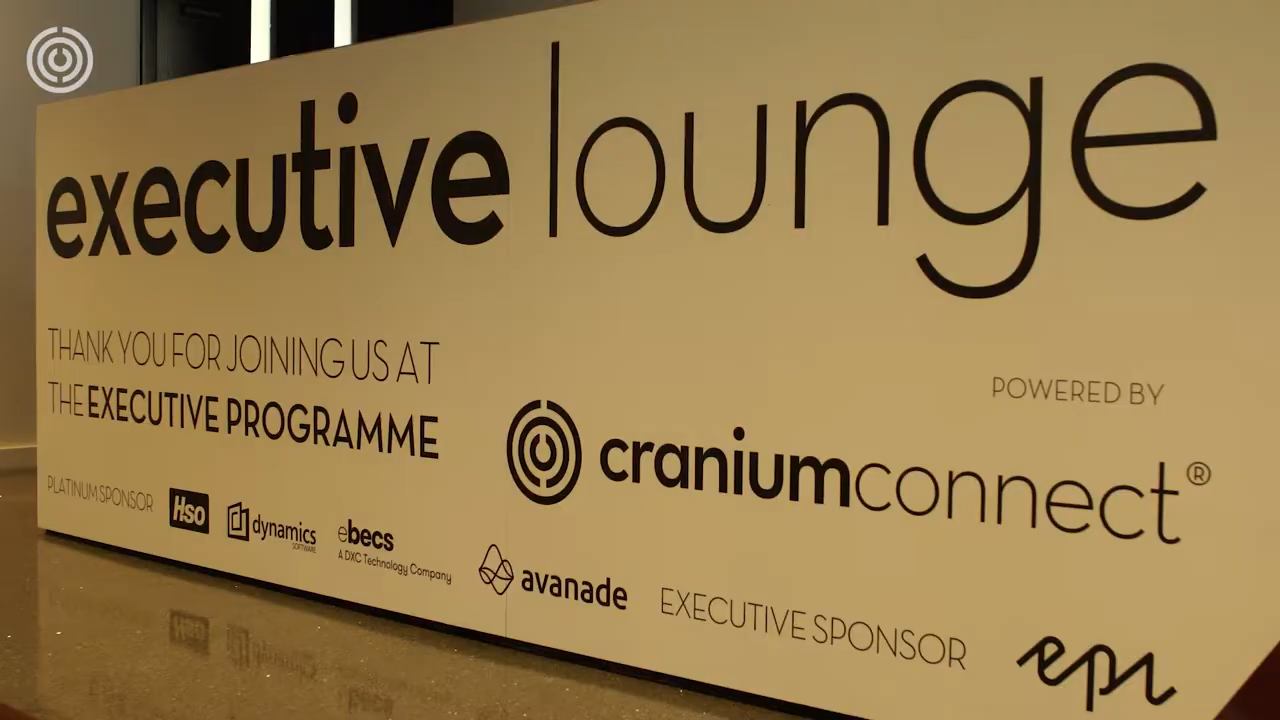 executive lounge
THANK YOU FOR JOINING US AT
THE EXECUTIVE PROGRAMME
POWERED BY
craniumconnect®
PLATINUM SPONSOR
Hso
dynamics
SOFTWARE
ebecs
A DXC Technology Company
avanade
EXECUTIVE SPONSOR
epi